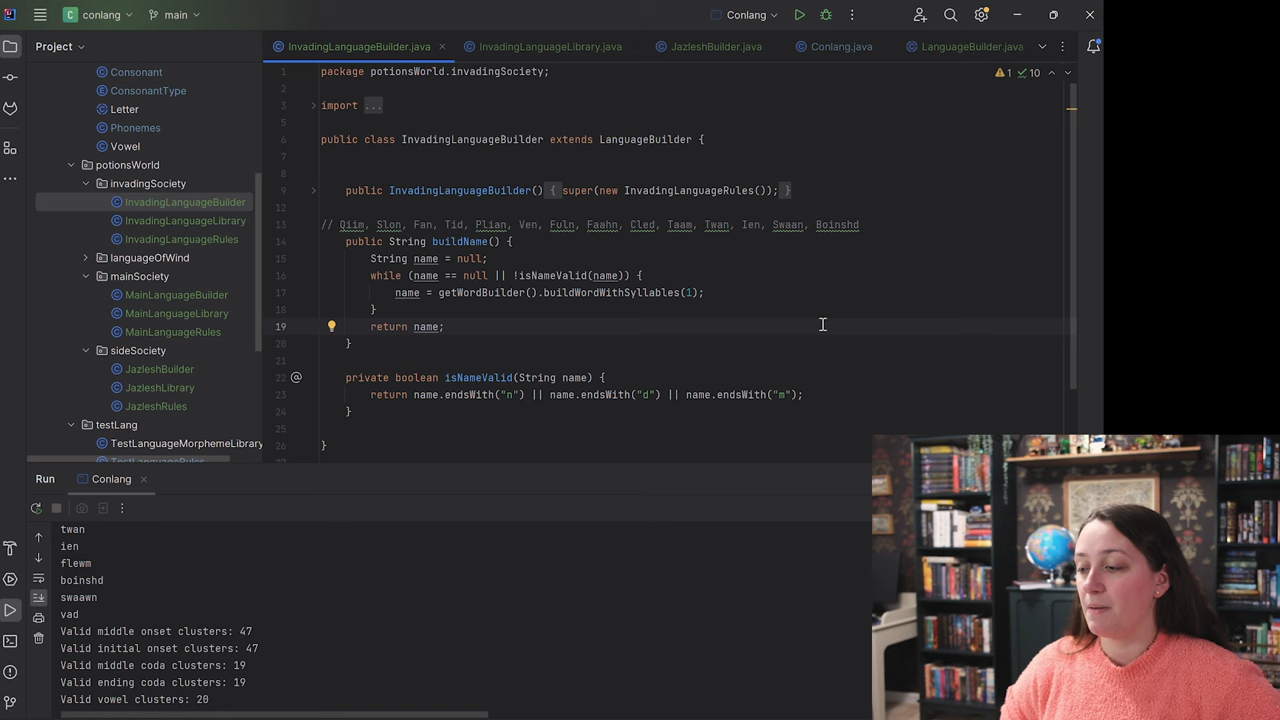 conlang
main
Conlang
Project
InvadingLanguageBuilder.java
InvadingLanguageLibrary.java
JazleshBuilder.java
Conlang.java
LanguageBuilder.java
Consonant
ConsonantType
Letter
Phonemes
Vowel
potionsWorld
invadingSociety
InvadingLanguageBuilder
InvadingLanguageLibrary
InvadingLanguageRules
languageOfWind
mainSociety
MainLanguageBuilder
MainLanguageLibrary
MainLanguageRules
sideSociety
JazleshBuilder
JazleshLibrary
JazleshRules
testLang
TestLanguageMorphemeLibrary
TestLanguageRules
1 package potionsWorld.invadingSociety;
2
3 import ...
5
6 public class InvadingLanguageBuilder extends LanguageBuilder {
7
8
9 public InvadingLanguageBuilder() { super(new InvadingLanguageRules()); }
12
13 // Qiim, Slon, Fan, Tid, Plian, Ven, Fuln, Faahn, Cled, Taam, Twan, Ien, Swaan, Boinshd
14 public String buildName() {
15 String name = null;
16 while (name == null || !isNameValid(name)) {
17 name = getWordBuilder().buildWordWithSyllables(1);
18 }
19 return name;
20 }
21
22 @ private boolean isNameValid(String name) {
23 return name.endsWith("n") || name.endsWith("d") || name.endsWith("m");
24 }
25
26 }
27
1 10
Run
Conlang
twan
ien
flewm
boinshd
swaawn
vad
Valid middle onset clusters: 47
Valid initial onset clusters: 47
Valid middle coda clusters: 19
Valid ending coda clusters: 19
Valid vowel clusters: 20